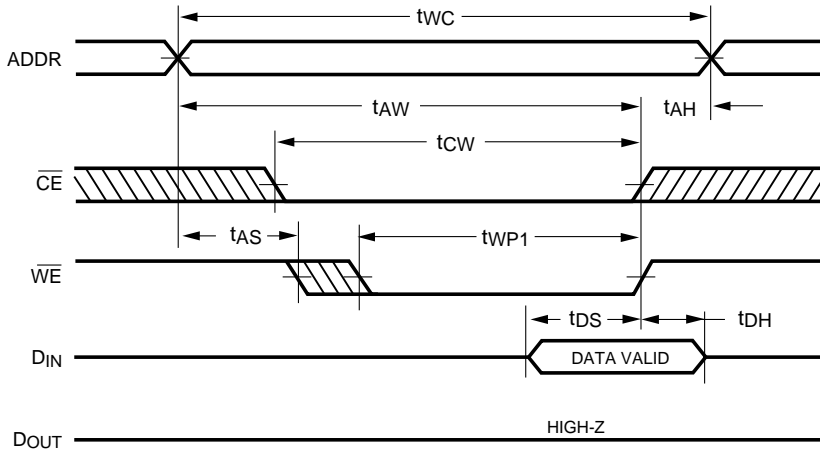 tWC
ADDR
tAW
tAH
tCW
CE
tAS
tWP1
WE
tDS
tDH
DIN
DATA VALID
HIGH-Z
DOUT